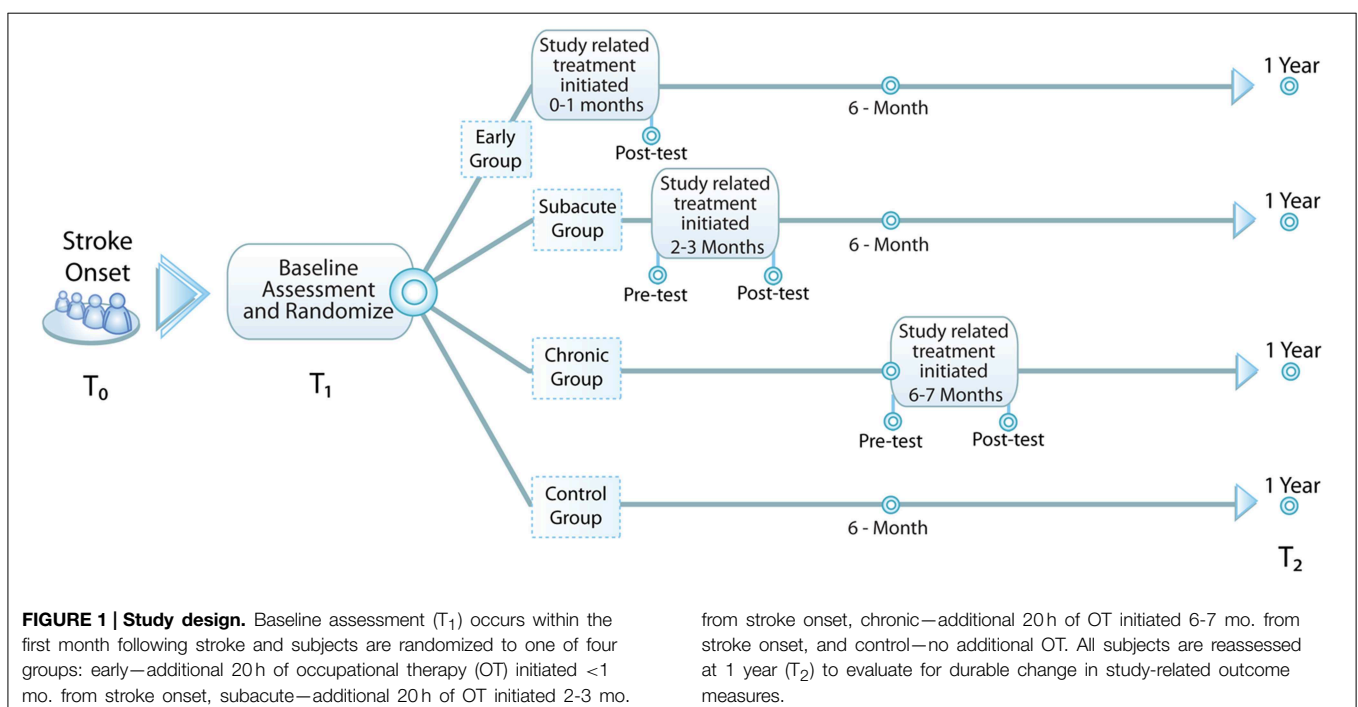 Stroke
Onset
T₀
Baseline
Assessment
and Randomize
T₁
Early
Group
Study related
treatment
initiated
0-1 months
Post-test
6 - Month
1 Year
Subacute
Group
Study related
treatment
initiated
2-3 Months
Pre-test
Post-test
6 - Month
1 Year
Chronic
Group
Study related
treatment
initiated
6-7 Months
Pre-test
Post-test
1 Year
Control
Group
6 - Month
1 Year
T₂
FIGURE 1 | Study design. Baseline assessment (T₁) occurs within the
first month following stroke and subjects are randomized to one of four
groups: early—additional 20 h of occupational therapy (OT) initiated <1
mo. from stroke onset, subacute—additional 20 h of OT initiated 2-3 mo.
from stroke onset, chronic—additional 20 h of OT initiated 6-7 mo. from
stroke onset, and control—no additional OT. All subjects are reassessed
at 1 year (T₂) to evaluate for durable change in study-related outcome
measures.